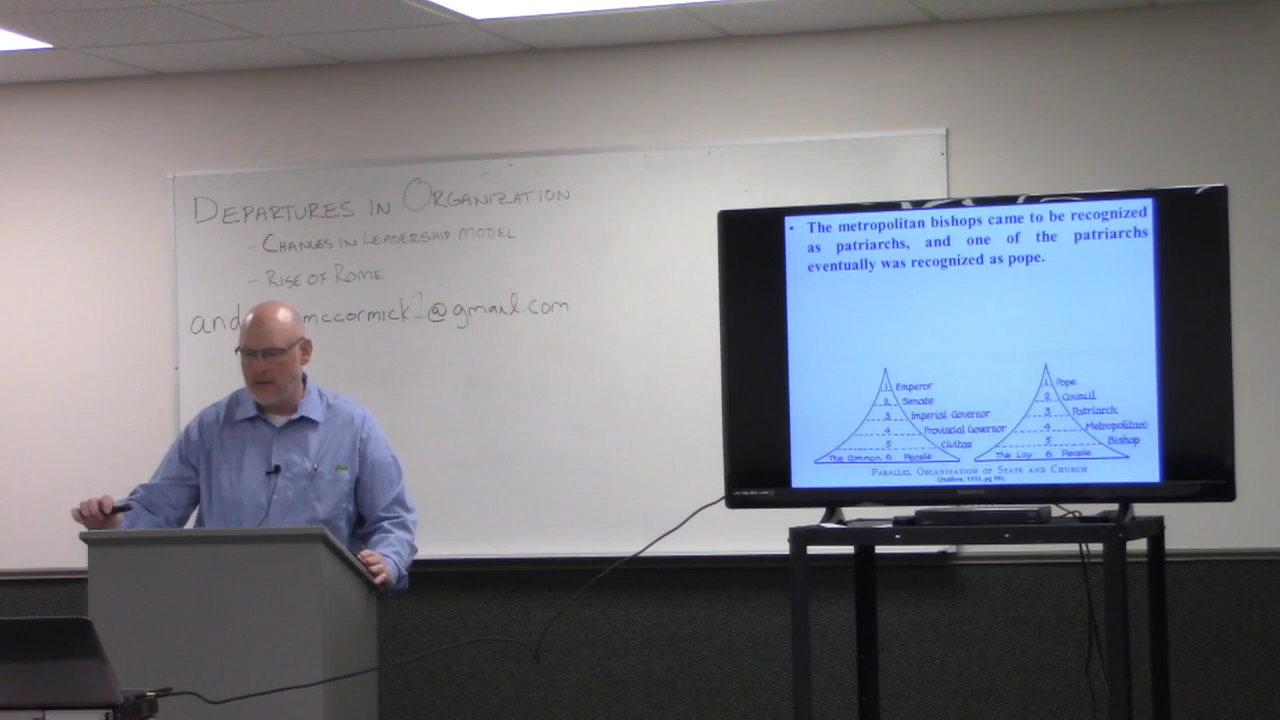 DEPARTURES IN ORGANIZATION
- CHANGES IN LEADERSHIP MODEL
- RISE OF ROME
and mccormick1@gmail.com
• The metropolitan bishops came to be recognized
as patriarchs, and one of the patriarchs
eventually was recognized as pope.
1 Emperor
2 Senate
3 Imperial Governor
4 Provincial Governor
5 Civitas
The Common 6 People
1 Pope
2 Council
3 Patriarch
4 Metropolitan
5 Bishop
The Lay 6 People
PARALLEL ORGANIZATION OF STATE AND CHURCH